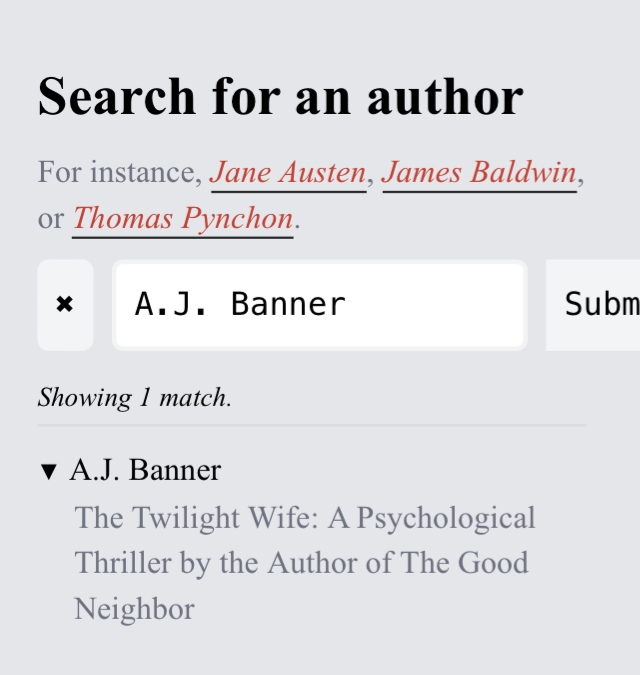 Search for an author
For instance, Jane Austen, James Baldwin,
or Thomas Pynchon.
✖ A.J. Banner Subm
Showing 1 match.
▼ A.J. Banner
The Twilight Wife: A Psychological
Thriller by the Author of The Good
Neighbor